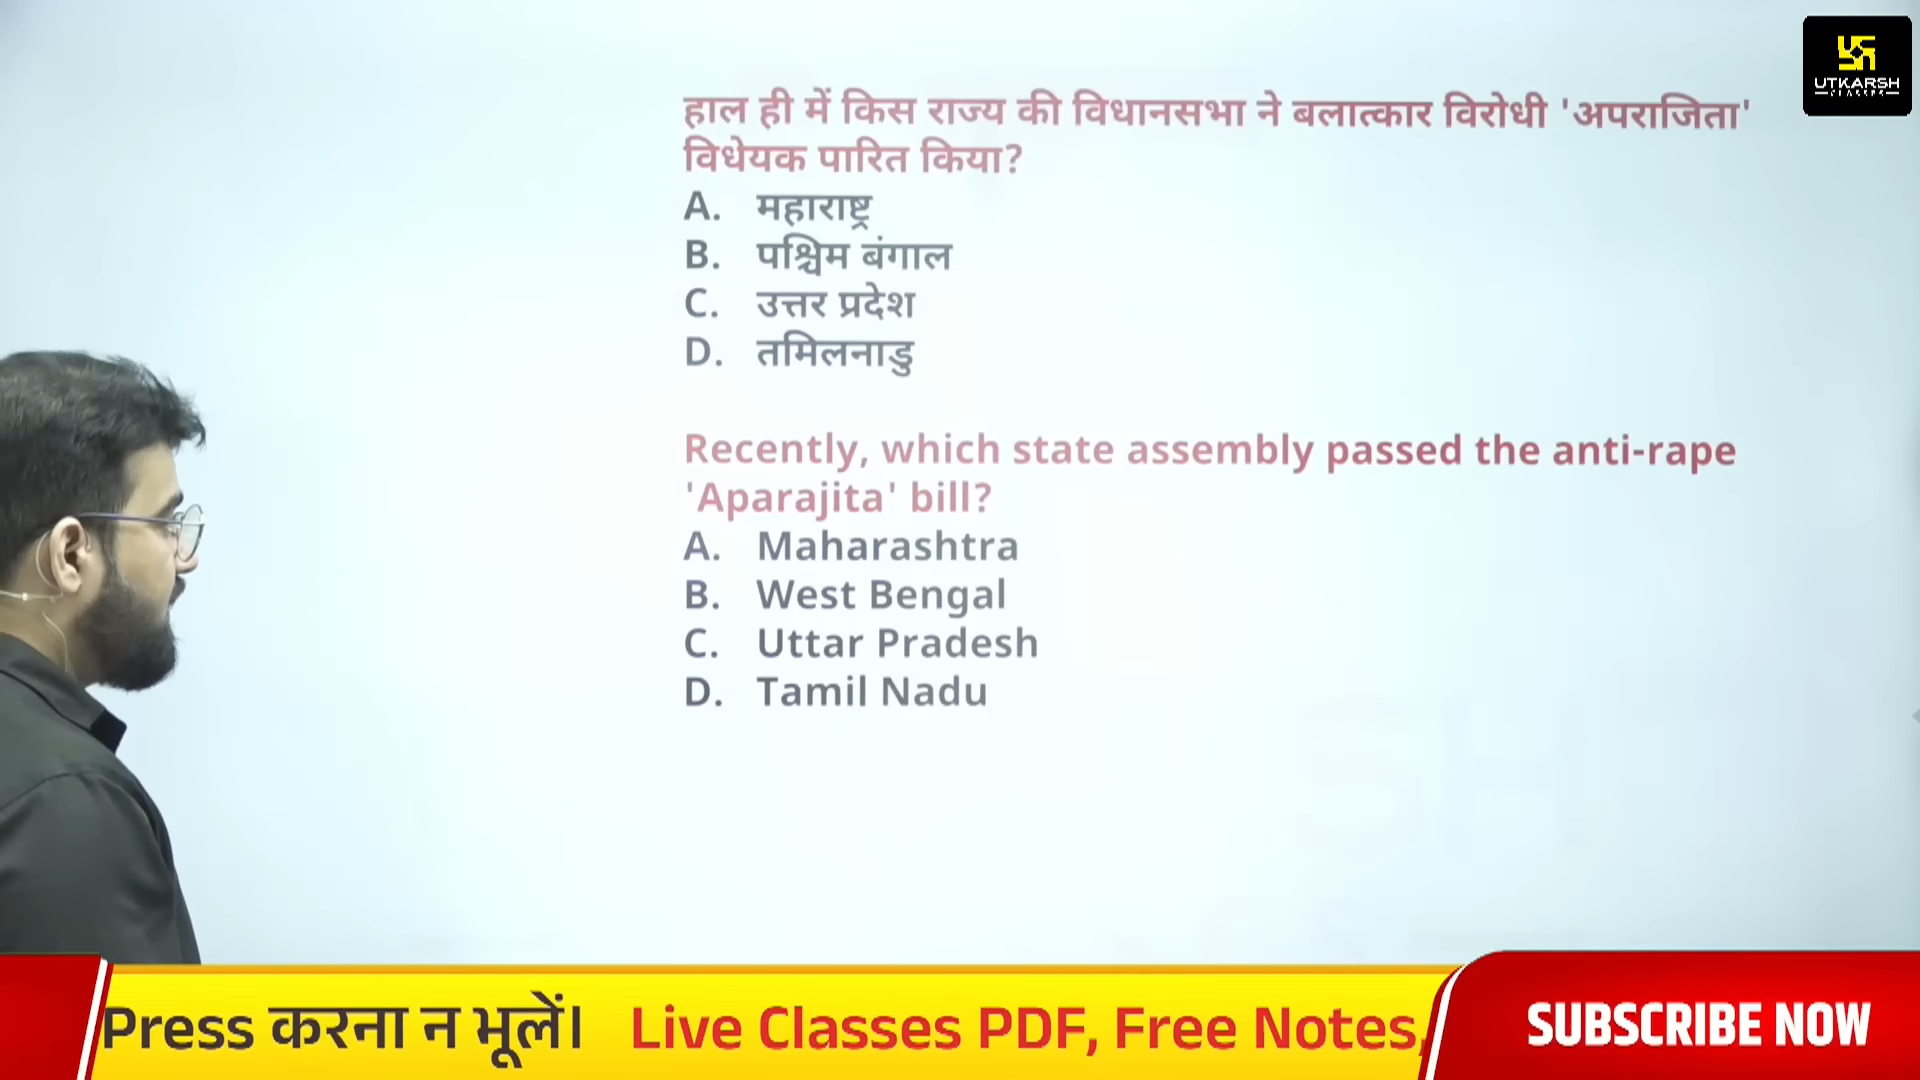 UTKARSH
CLASSES
हाल ही में किस राज्य की विधानसभा ने बलात्कार विरोधी 'अपराजिता'
विधेयक पारित किया?
A. महाराष्ट्र
B. पश्चिम बंगाल
C. उत्तर प्रदेश
D. तमिलनाडु
Recently, which state assembly passed the anti-rape
'Aparajita' bill?
A. Maharashtra
B. West Bengal
C. Uttar Pradesh
D. Tamil Nadu
Press करना न भूलें। Live Classes PDF, Free Notes,
SUBSCRIBE NOW